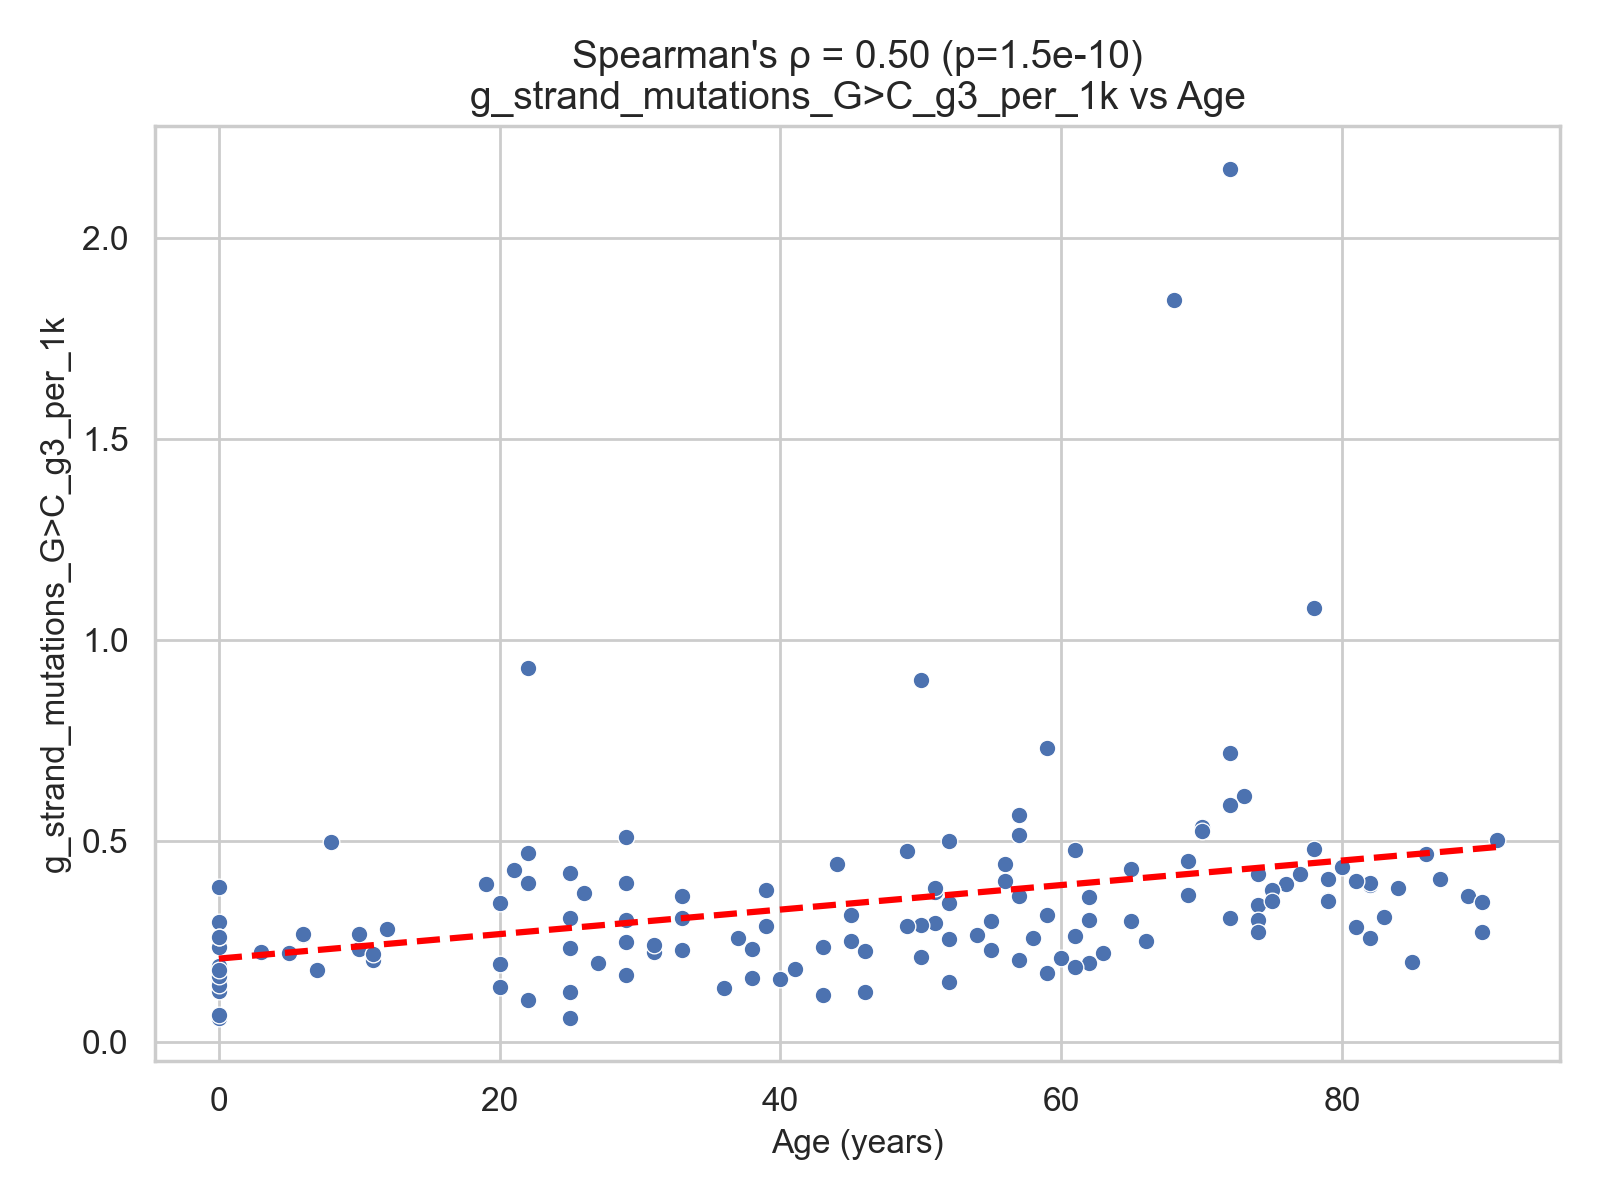 Spearman's ρ = 0.50 (p=1.5e-10)
g_strand_mutations_G>C_g3_per_1k vs Age
g_strand_mutations_G>C_g3_per_1k
2.0
1.5
1.0
0.5
0.0
0
20
40
60
80
Age (years)